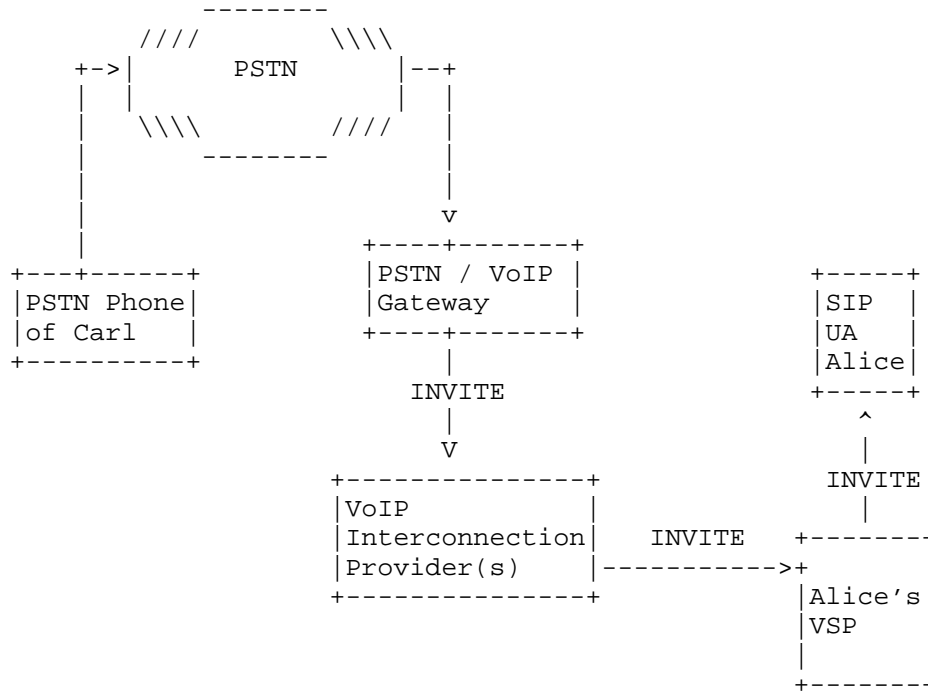 PSTN
PSTN / VoIP
Gateway
PSTN Phone
of Carl
SIP
UA
Alice
INVITE
V
INVITE
VoIP
Interconnection
Provider(s)
INVITE
Alice's
VSP